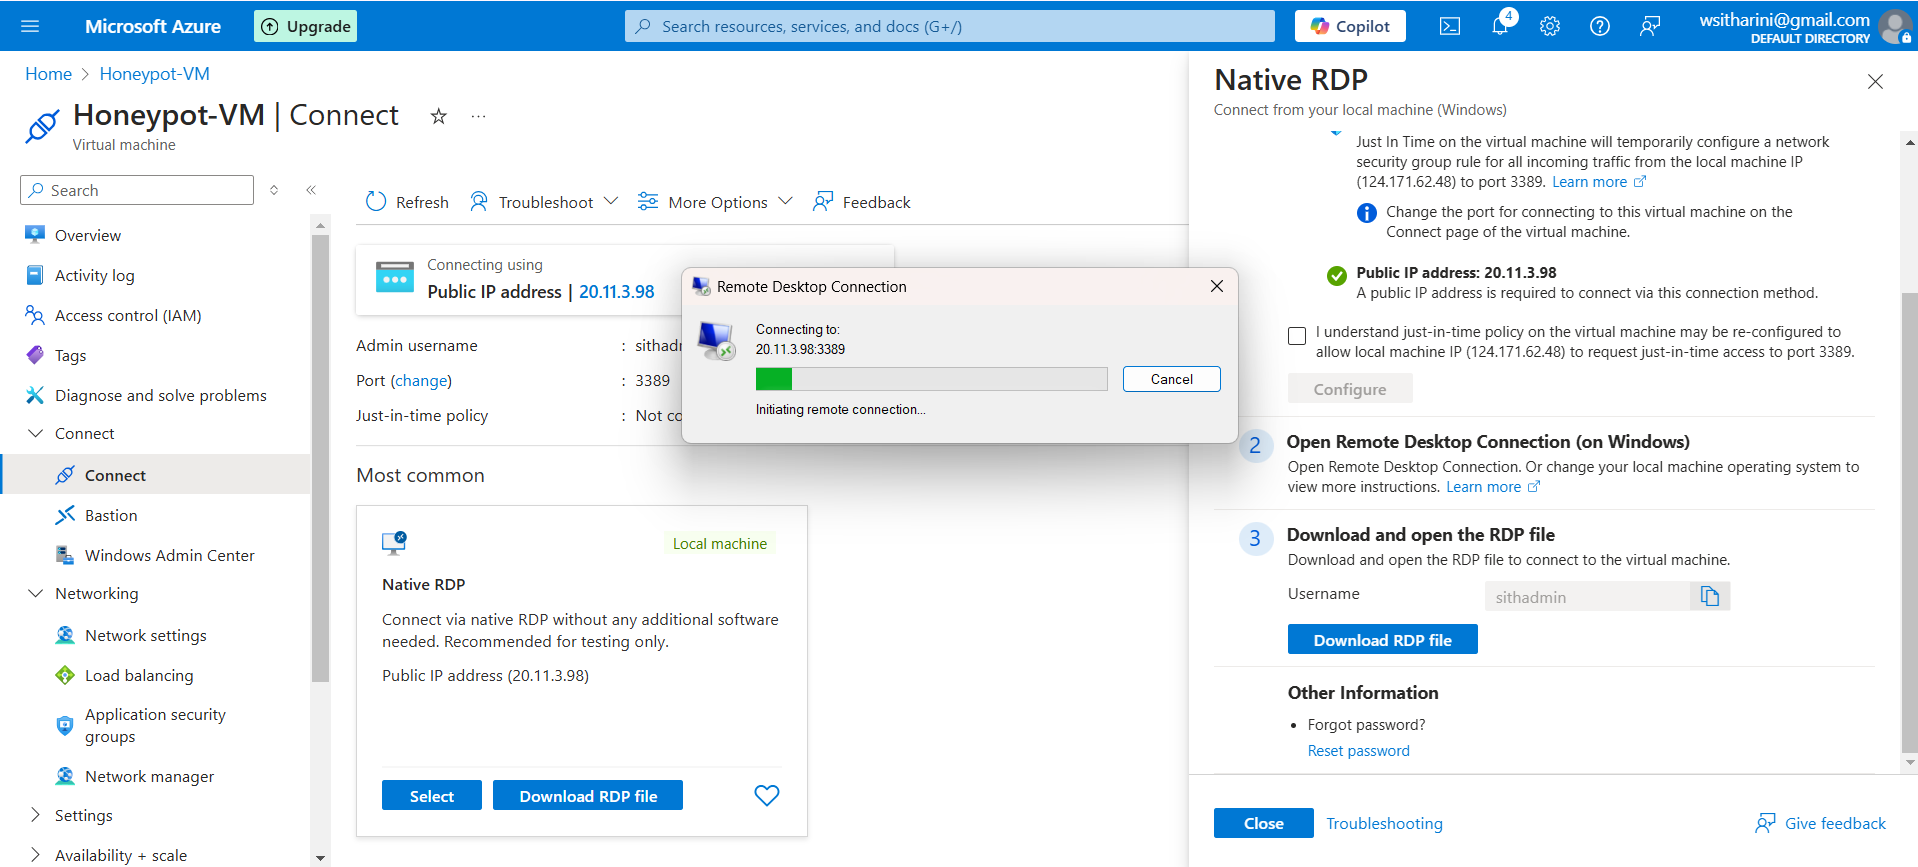 Microsoft Azure
Upgrade
Search resources, services, and docs (G+/)
Copilot
4
wsitharini@gmail.com
DEFAULT DIRECTORY
Home > Honeypot-VM
Honeypot-VM | Connect
Virtual machine
Search
Overview
Activity log
Access control (IAM)
Tags
Diagnose and solve problems
Connect
Connect
Bastion
Windows Admin Center
Networking
Network settings
Load balancing
Application security
groups
Network manager
Settings
Availability + scale
Refresh
Troubleshoot
More Options
Feedback
Connecting using
Public IP address | 20.11.3.98
Admin username : 
Port (change) : 3389
Just-in-time policy : Not
Most common
Local machine
Native RDP
Connect via native RDP without any additional software
needed. Recommended for testing only.
Public IP address (20.11.3.98)
Select
Download RDP file
Remote Desktop Connection
Connecting to:
20.11.3.98:3389
Cancel
Initiating remote connection...
Native RDP
Connect from your local machine (Windows)
Just In Time on the virtual machine will temporarily configure a network
security group rule for all incoming traffic from the local machine IP
(124.171.62.48) to port 3389. Learn more
Change the port for connecting to this virtual machine on the
Connect page of the virtual machine.
Public IP address: 20.11.3.98
A public IP address is required to connect via this connection method.
I understand just-in-time policy on the virtual machine may be re-configured to
allow local machine IP (124.171.62.48) to request just-in-time access to port 3389.
Configure
2
Open Remote Desktop Connection (on Windows)
Open Remote Desktop Connection. Or change your local machine operating system to
view more instructions. Learn more
3
Download and open the RDP file
Download and open the RDP file to connect to the virtual machine.
Username
sithadmin
Download RDP file
Other Information
• Forgot password?
Reset password
Close
Troubleshooting
Give feedback